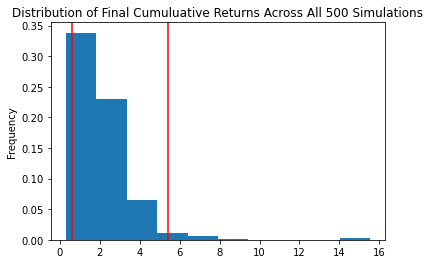 Distribution of Final Cumuluative Returns Across All 500 Simulations
Frequency
0.35
0.30
0.25
0.20
0.15
0.10
0.05
0.00
0 2 4 6 8 10 12 14 16